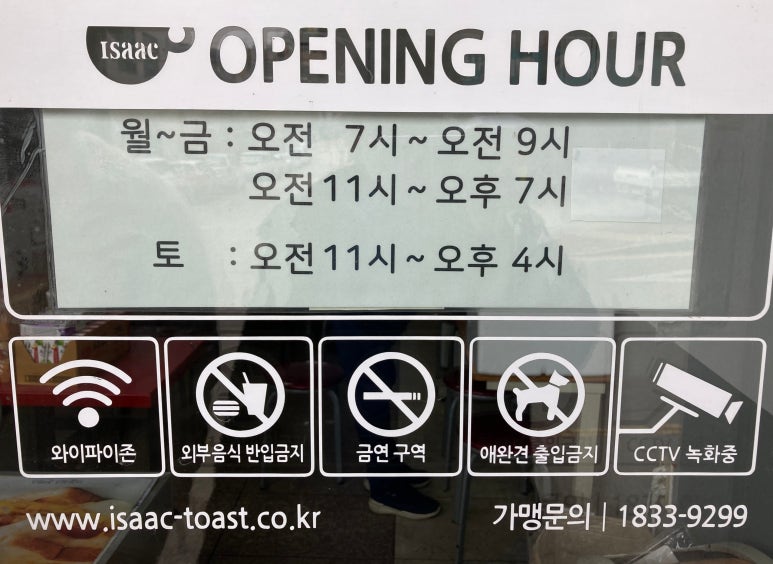 ISaac OPENING HOUR
월~금 : 오전 7시 ~ 오전 9시
오전 11시 ~ 오후 7시
토 : 오전 11시 ~ 오후 4시
와이파이존
외부음식 반입금지
금연 구역
애완견 출입금지
CCTV 녹화중
www.isaac-toast.co.kr
가맹문의 | 1833-9299